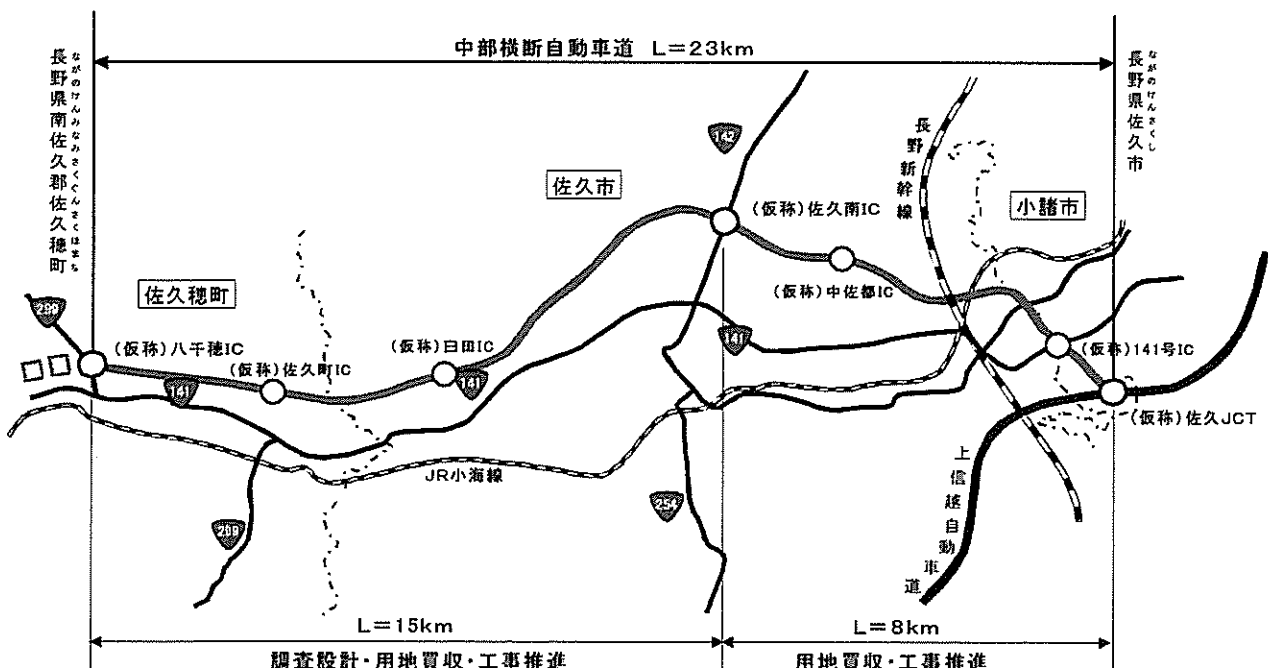 中部横断自動車道 L=23km
長野県南佐久郡佐久穂町
ながのけんみなみさくぐんさくほまち
長野県佐久市
ながのけんさくし
142
長野新幹線
佐久市
小諸市
(仮称)佐久南IC
佐久穂町
(仮称)中佐都IC
299
(仮称)八千穂IC
(仮称)臼田IC
141
(仮称)141号IC
(仮称)佐久町IC
141
141
(仮称)佐久JCT
JR小海線
上信越自動車道
254
299
L=15km
L=8km
調査設計・用地買収・工事推進
用地買収・工事推進